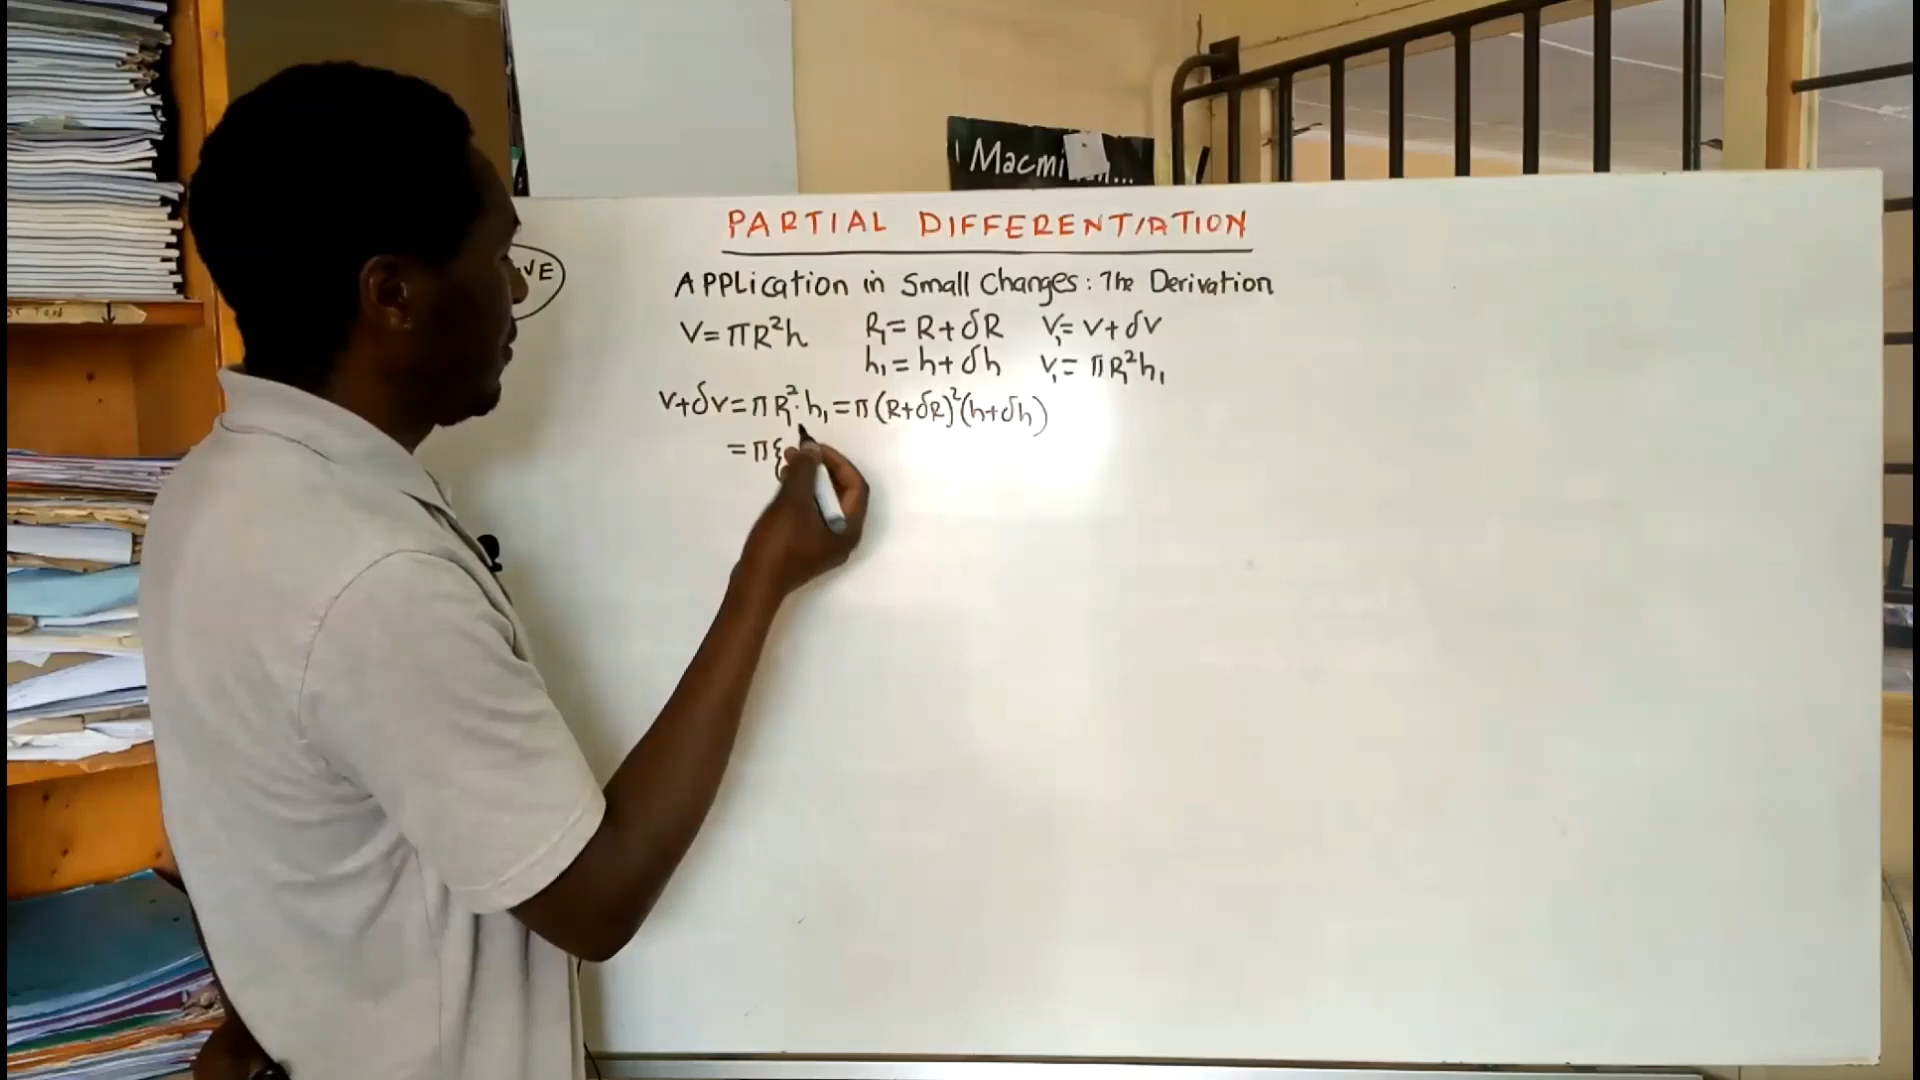 Macmi
PARTIAL DIFFERENTIATION
VE
Application in Small Changes: The Derivation
V=πR²h R₁=R+δR V₁=V+δV
h₁=h+δh V₁=πR₁²h₁
V+δV=πR₁²·h₁=π(R+δR)²(h+δh)
=π{